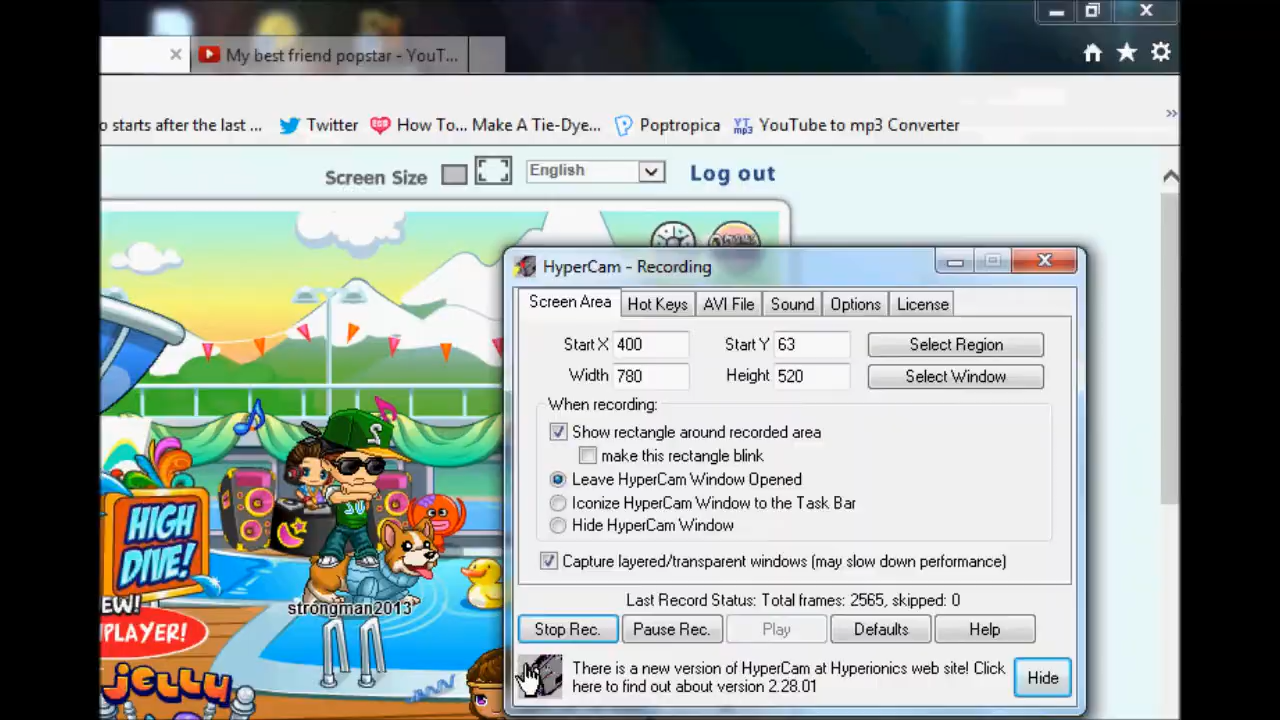 My best friend popstar - YouT...
o starts after the last ...
Twitter
How To... Make A Tie-Dye...
Poptropica
YouTube to mp3 Converter
Screen Size
English
Log out
HyperCam - Recording
Screen Area
Hot Keys
AVI File
Sound
Options
License
Start X 400
Start Y 63
Select Region
Width 780
Height 520
Select Window
When recording:
Show rectangle around recorded area
make this rectangle blink
Leave HyperCam Window Opened
Iconize HyperCam Window to the Task Bar
Hide HyperCam Window
Capture layered/transparent windows (may slow down performance)
Last Record Status: Total frames: 2565, skipped: 0
Stop Rec.
Pause Rec.
Play
Defaults
Help
There is a new version of HyperCam at Hyperionics web site! Click
here to find out about version 2.28.01
Hide
HIGH
DIVE!
strongman2013
EW!
PLAYER!
JELLY